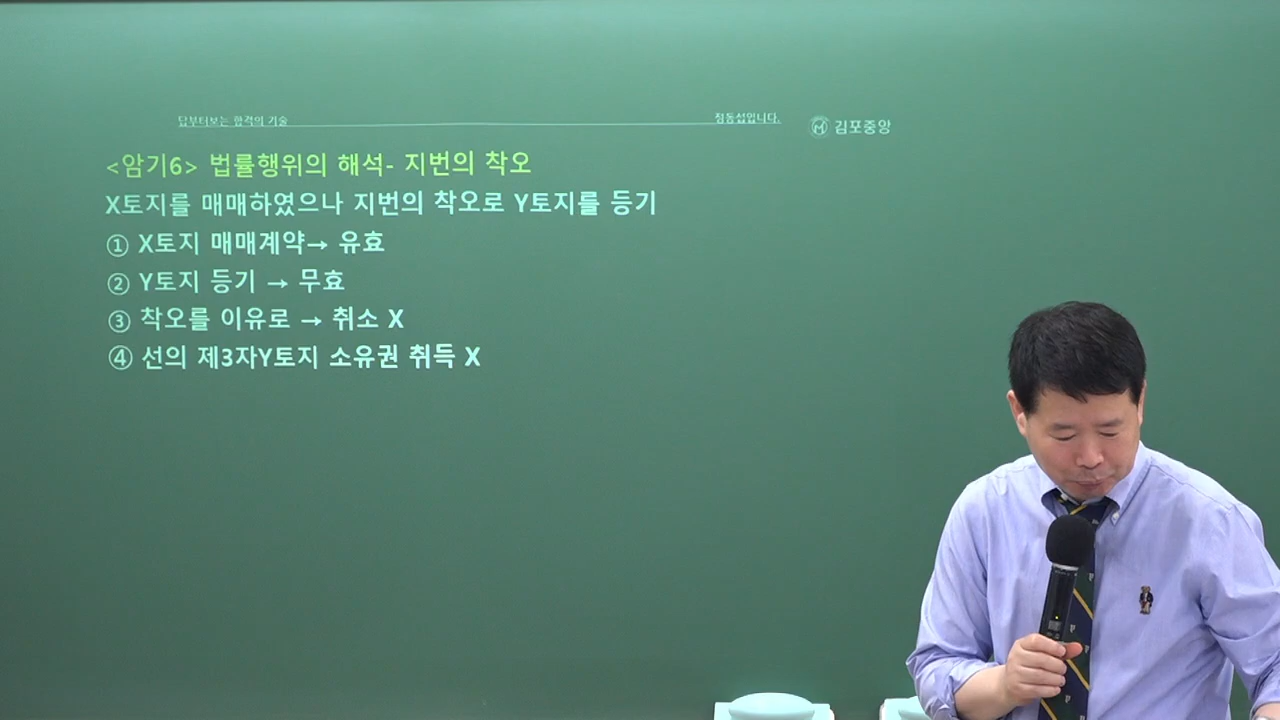 답부터보는 합격의 기술
정동섭입니다.
김포중앙
<암기6> 법률행위의 해석- 지번의 착오
X토지를 매매하였으나 지번의 착오로 Y토지를 등기
① X토지 매매계약→ 유효
② Y토지 등기 → 무효
③ 착오를 이유로 → 취소 X
④ 선의 제3자Y토지 소유권 취득 X